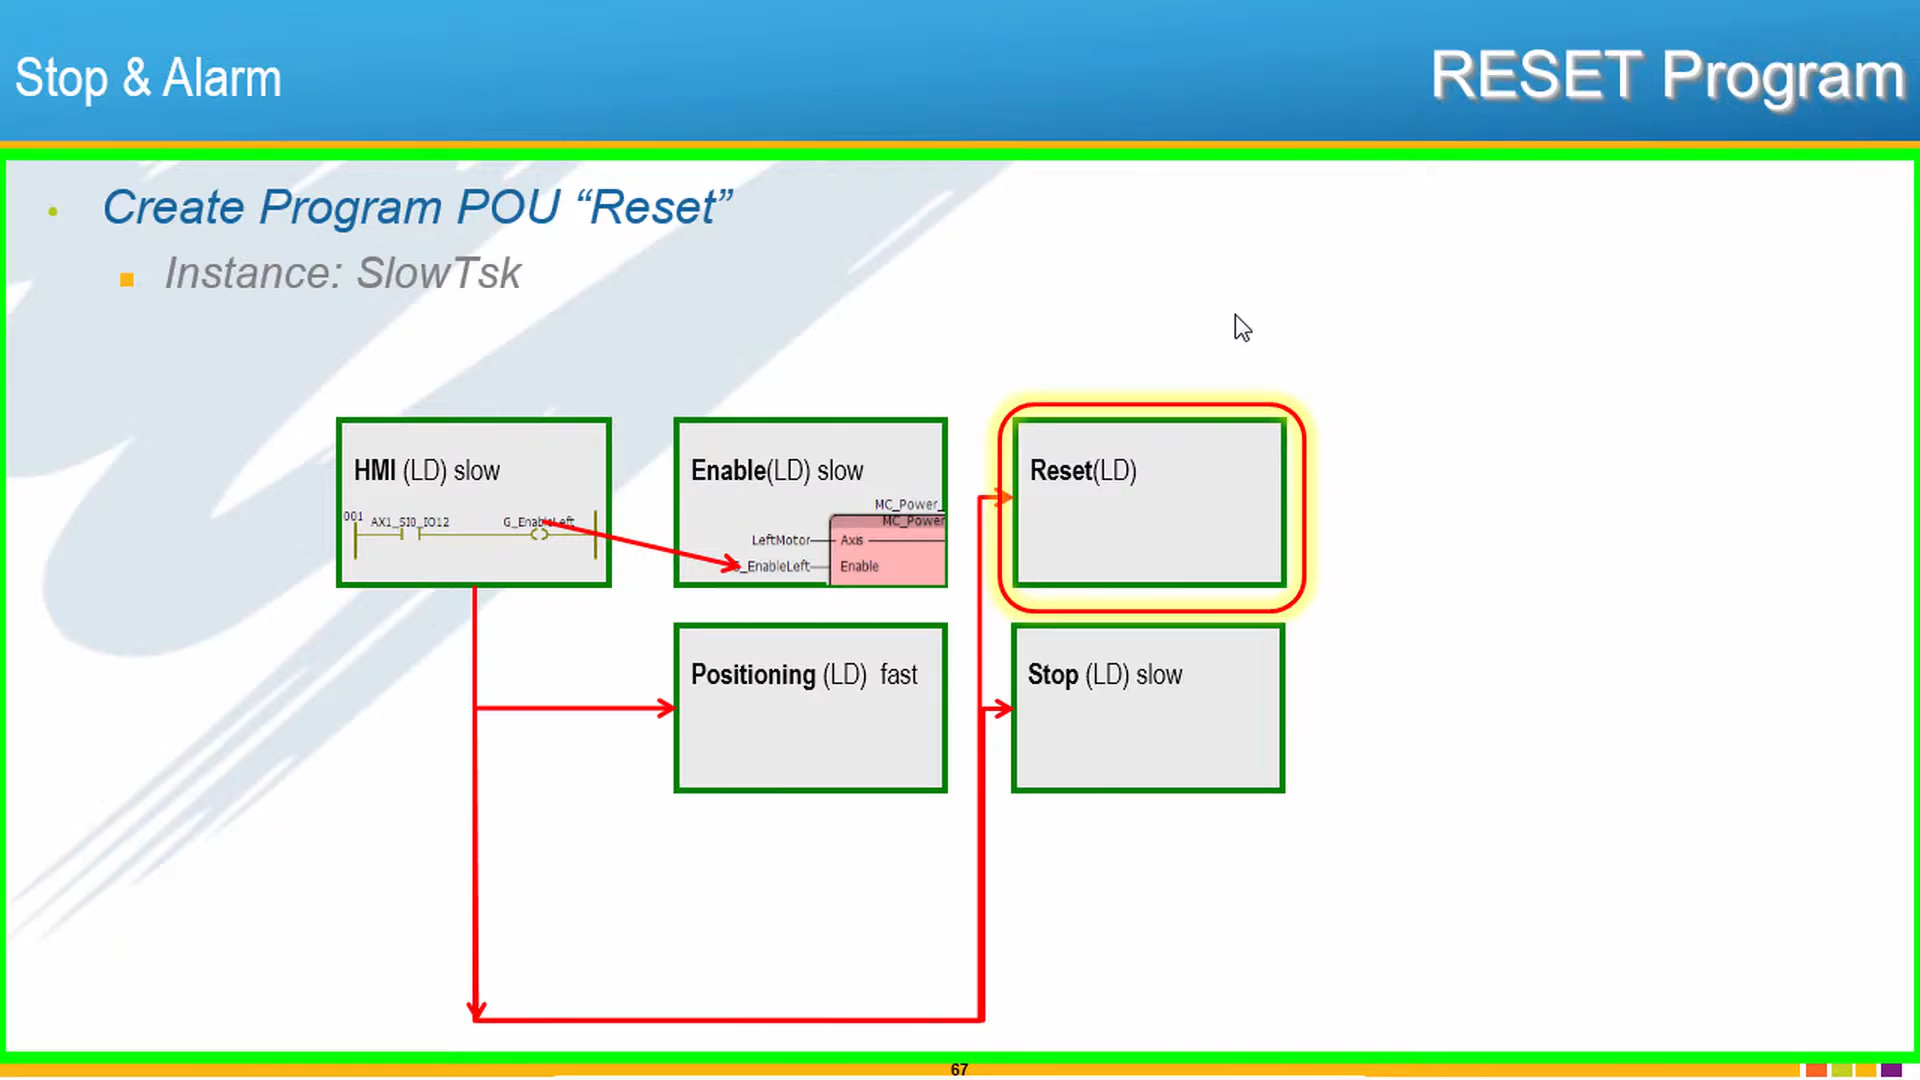 Stop & Alarm
RESET Program
• Create Program POU “Reset”
Instance: SlowTsk
HMI (LD) slow
001
AX1_SI0_IO12
G_EnableLeft
Enable(LD) slow
MC_Power_
MC_Power
LeftMotor
Axis
_EnableLeft
Enable
Reset(LD)
Positioning (LD) fast
Stop (LD) slow
67